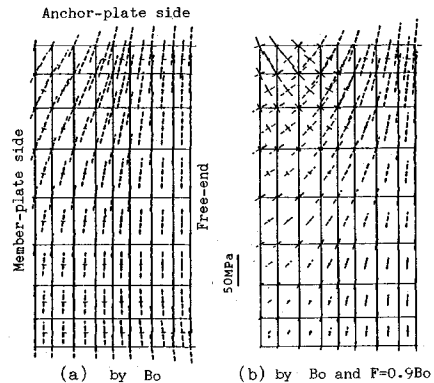 Anchor-plate side
Member-plate side
Free-end
50MPa
(a) by Bo
(b) by Bo and F=0.9Bo